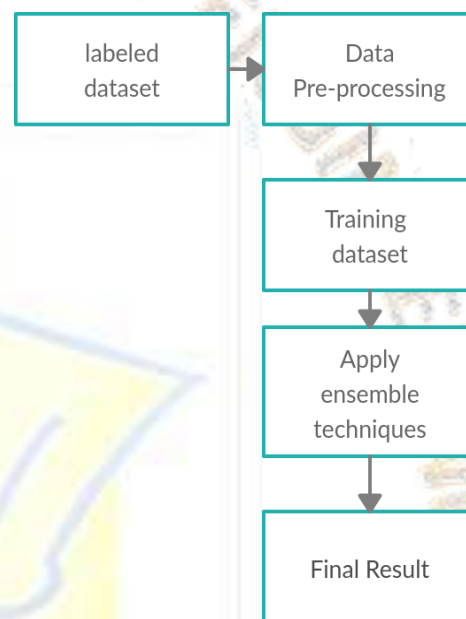 labeled
dataset
Data
Pre-processing
Training
dataset
Apply
ensemble
techniques
Final Result